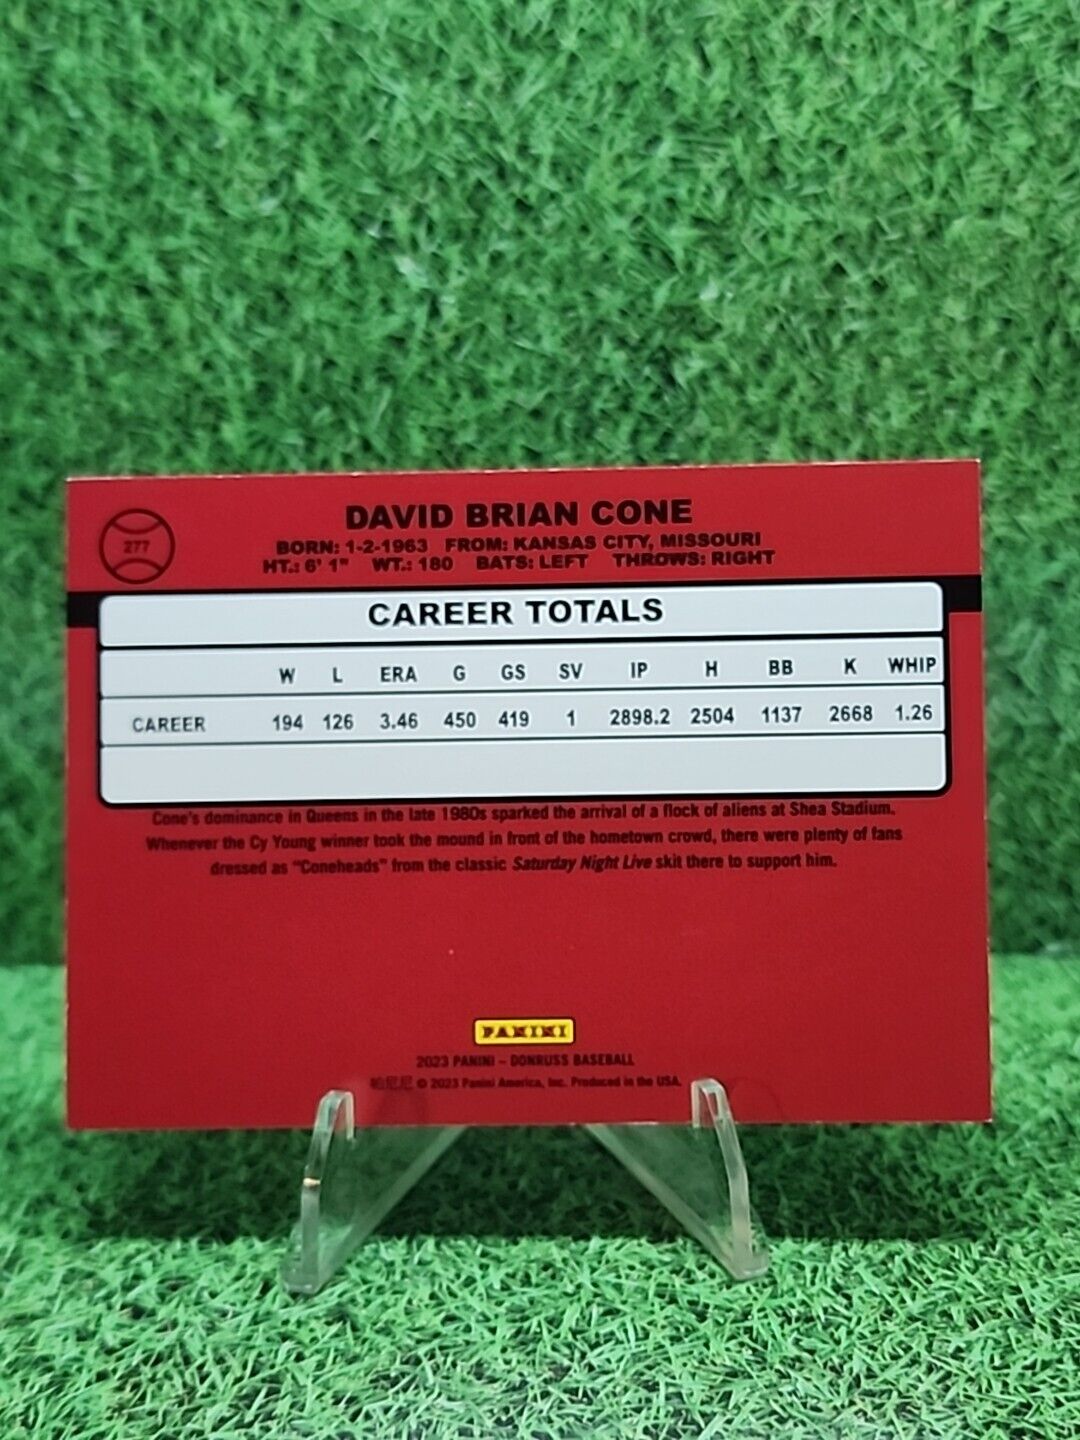 277
DAVID BRIAN CONE
BORN: 1-2-1963 FROM: KANSAS CITY, MISSOURI
HT.: 6' 1" WT.: 180 BATS: LEFT THROWS: RIGHT
CAREER TOTALS
W L ERA G GS SV IP H BB K WHIP
CAREER 194 126 3.46 450 419 1 2898.2 2504 1137 2668 1.26
Cone's dominance in Queens in the late 1980s sparked the arrival of a flock of aliens at Shea Stadium.
Whenever the Cy Young winner took the mound in front of the hometown crowd, there were plenty of fans
dressed as "Coneheads" from the classic Saturday Night Live skit there to support him.
PANINI
2023 PANINI – DONRUSS BASEBALL
帕尼尼 © 2023 Panini America, Inc. Produced in the USA.